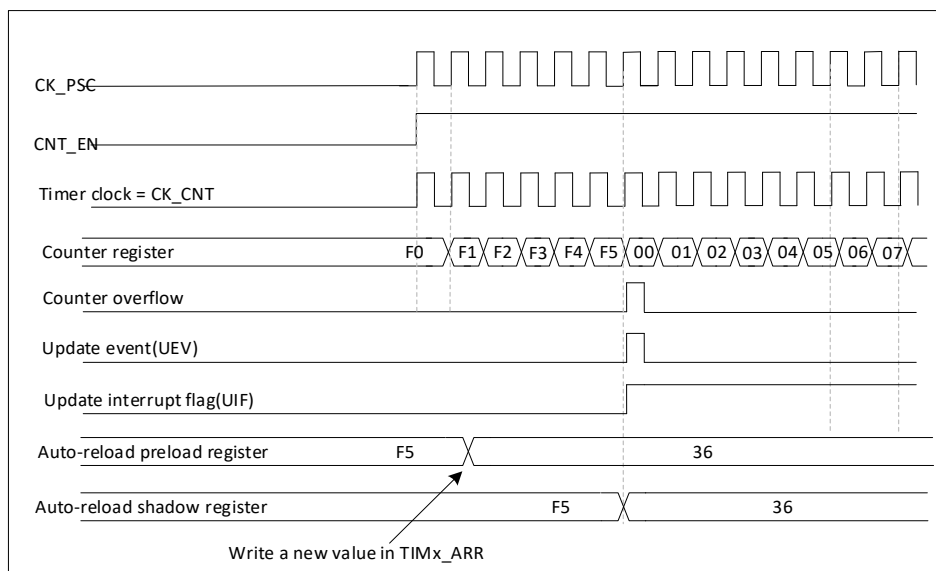 CK_PSC
CNT_EN
Timer clock = CK_CNT
Counter register F0 F1 F2 F3 F4 F5 00 01 02 03 04 05 06 07
Counter overflow
Update event(UEV)
Update interrupt flag(UIF)
Auto-reload preload register F5 36
Auto-reload shadow register F5 36
Write a new value in TIMx_ARR